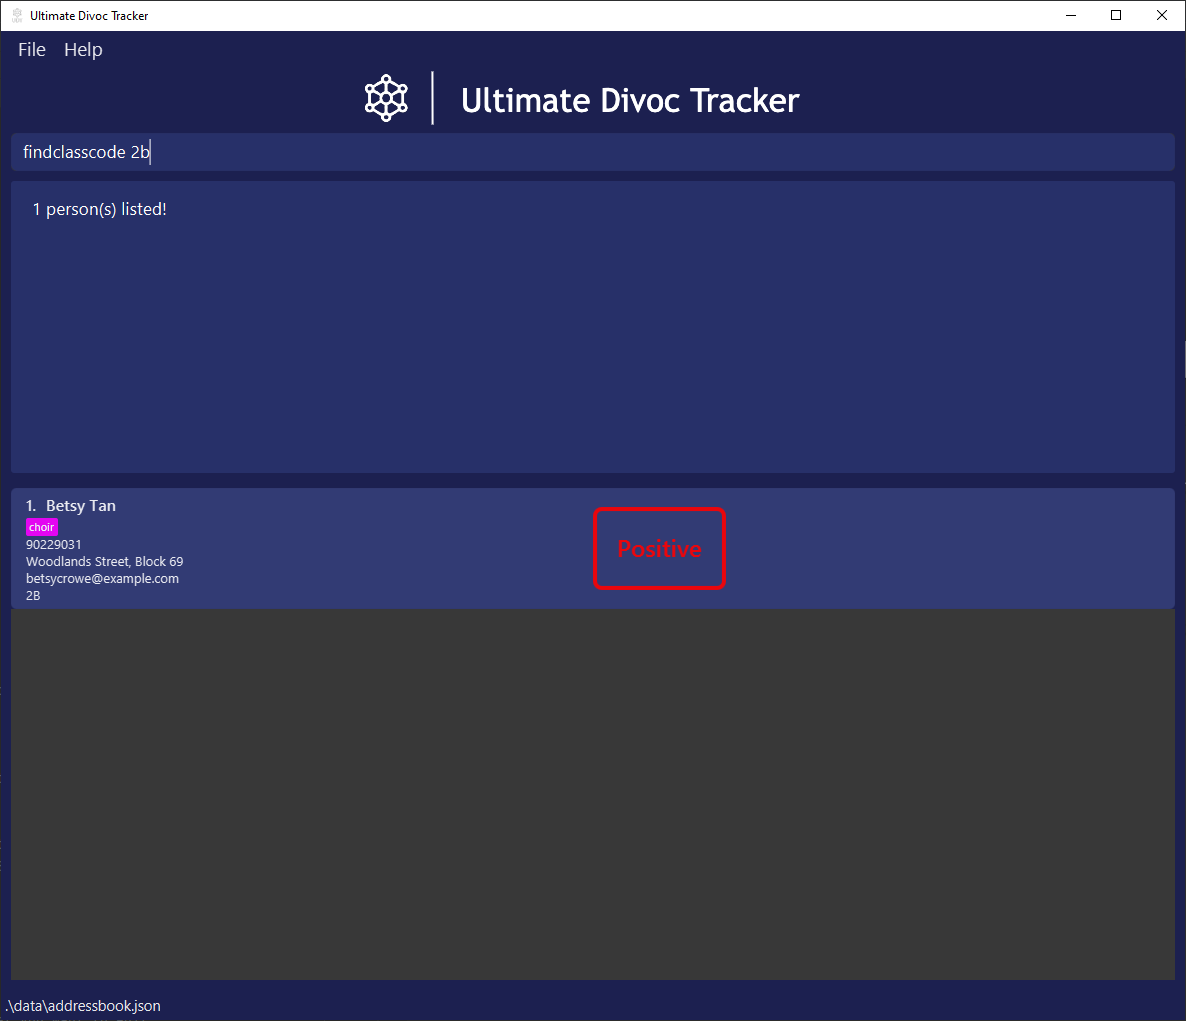 Ultimate Divoc Tracker
File Help
Ultimate Divoc Tracker
findclasscode 2b
1 person(s) listed!
1. Betsy Tan
choir
90229031
Woodlands Street, Block 69
betsycrowe@example.com
2B
Positive
.\data\addressbook.json